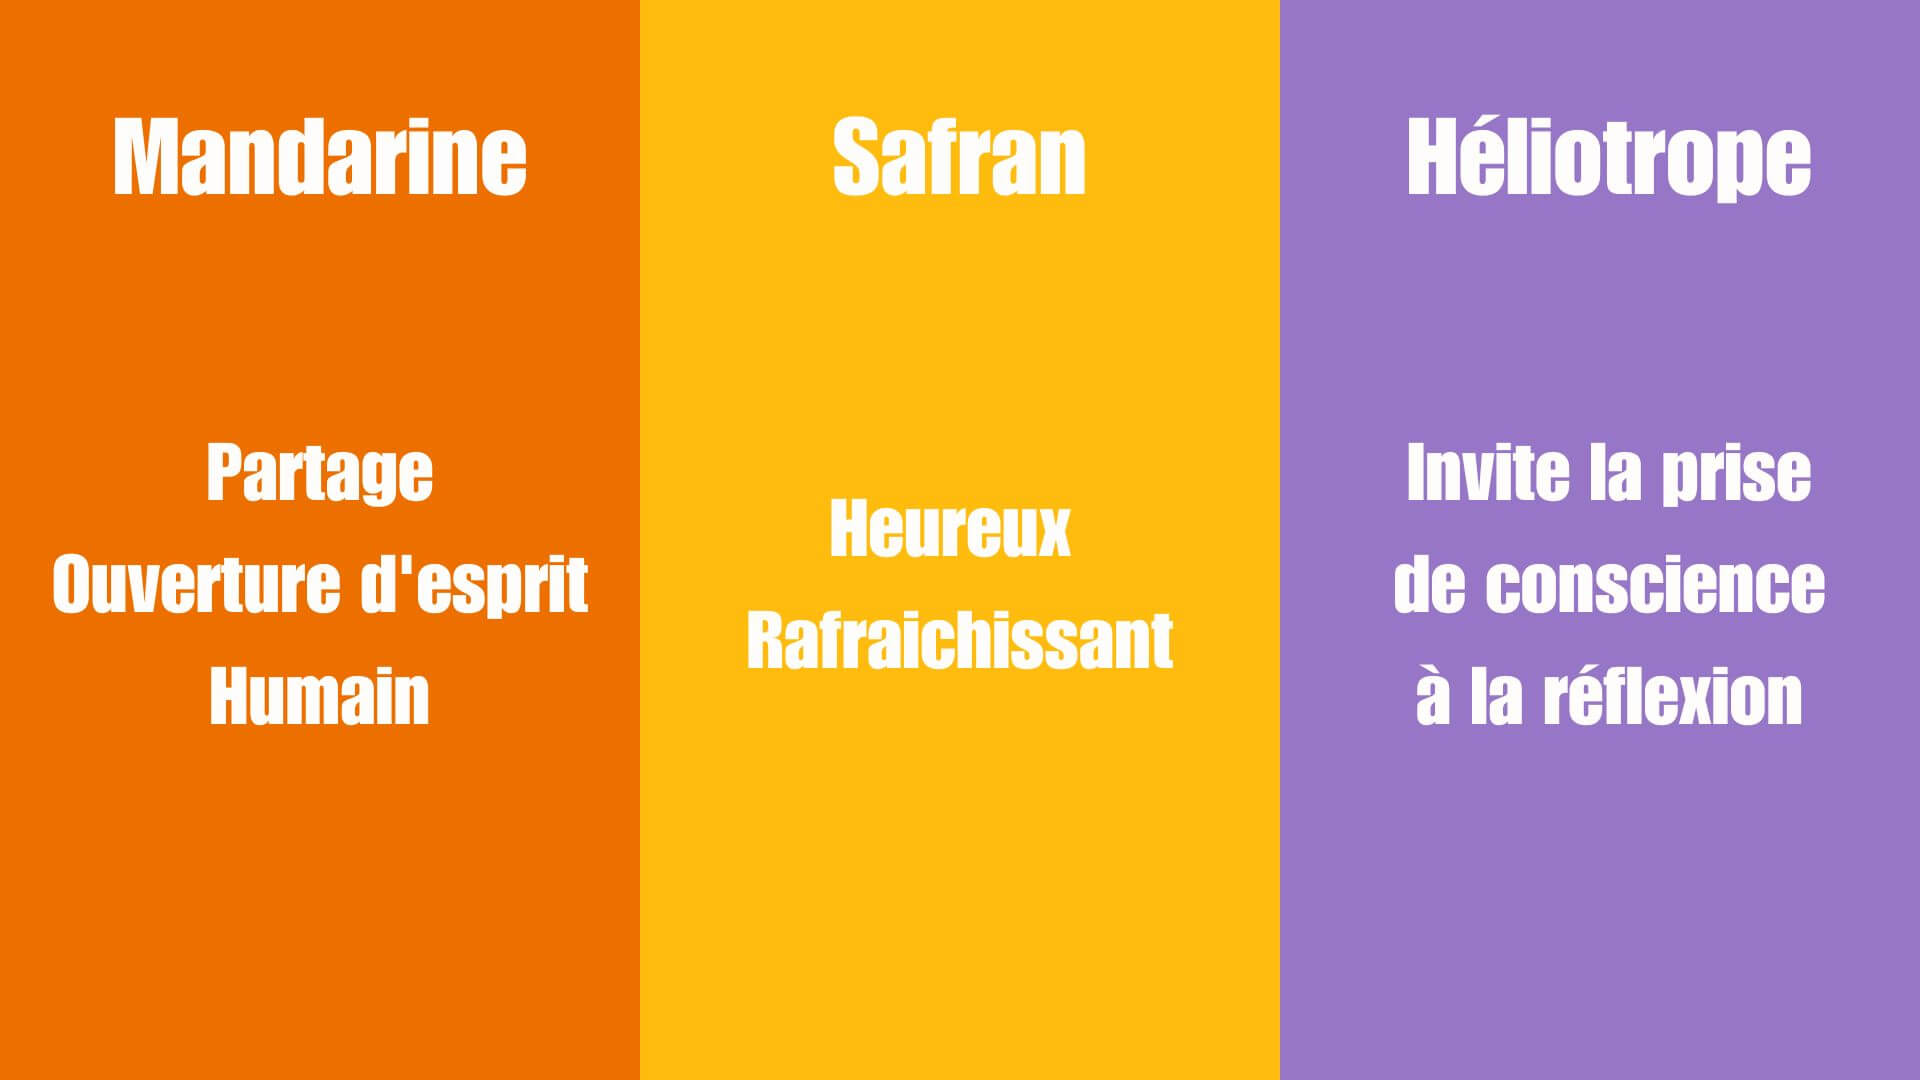 Mandarine
Partage
Ouverture d'esprit
Humain
Safran
Heureux
Rafraichissant
Héliotrope
Invite la prise
de conscience
à la réflexion